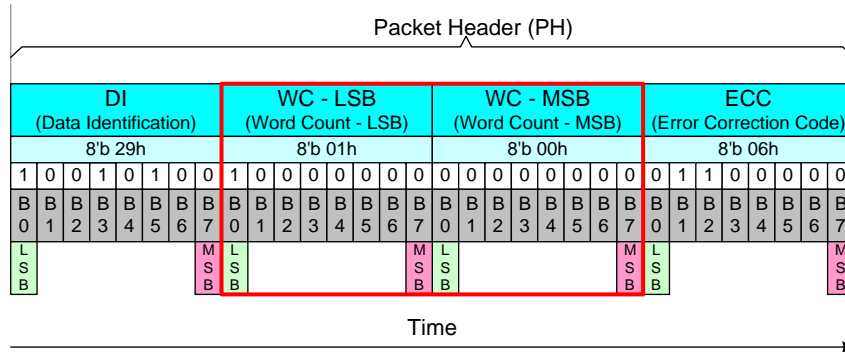 Packet Header (PH)
DI WC - LSB WC - MSB ECC
(Data Identification) (Word Count - LSB) (Word Count - MSB) (Error Correction Code)
8'b 29h 8'b 01h 8'b 00h 8'b 06h
1 0 0 1 0 1 0 0 1 0 0 0 0 0 0 0 0 0 0 0 0 0 0 0 0 1 1 0 0 0 0 0
B B B B B B B B B B B B B B B B B B B B B B B B B B B B B B B B
0 1 2 3 4 5 6 7 0 1 2 3 4 5 6 7 0 1 2 3 4 5 6 7 0 1 2 3 4 5 6 7
L M L M L M L M
S S S S S S S S
B B B B B B B B
Time